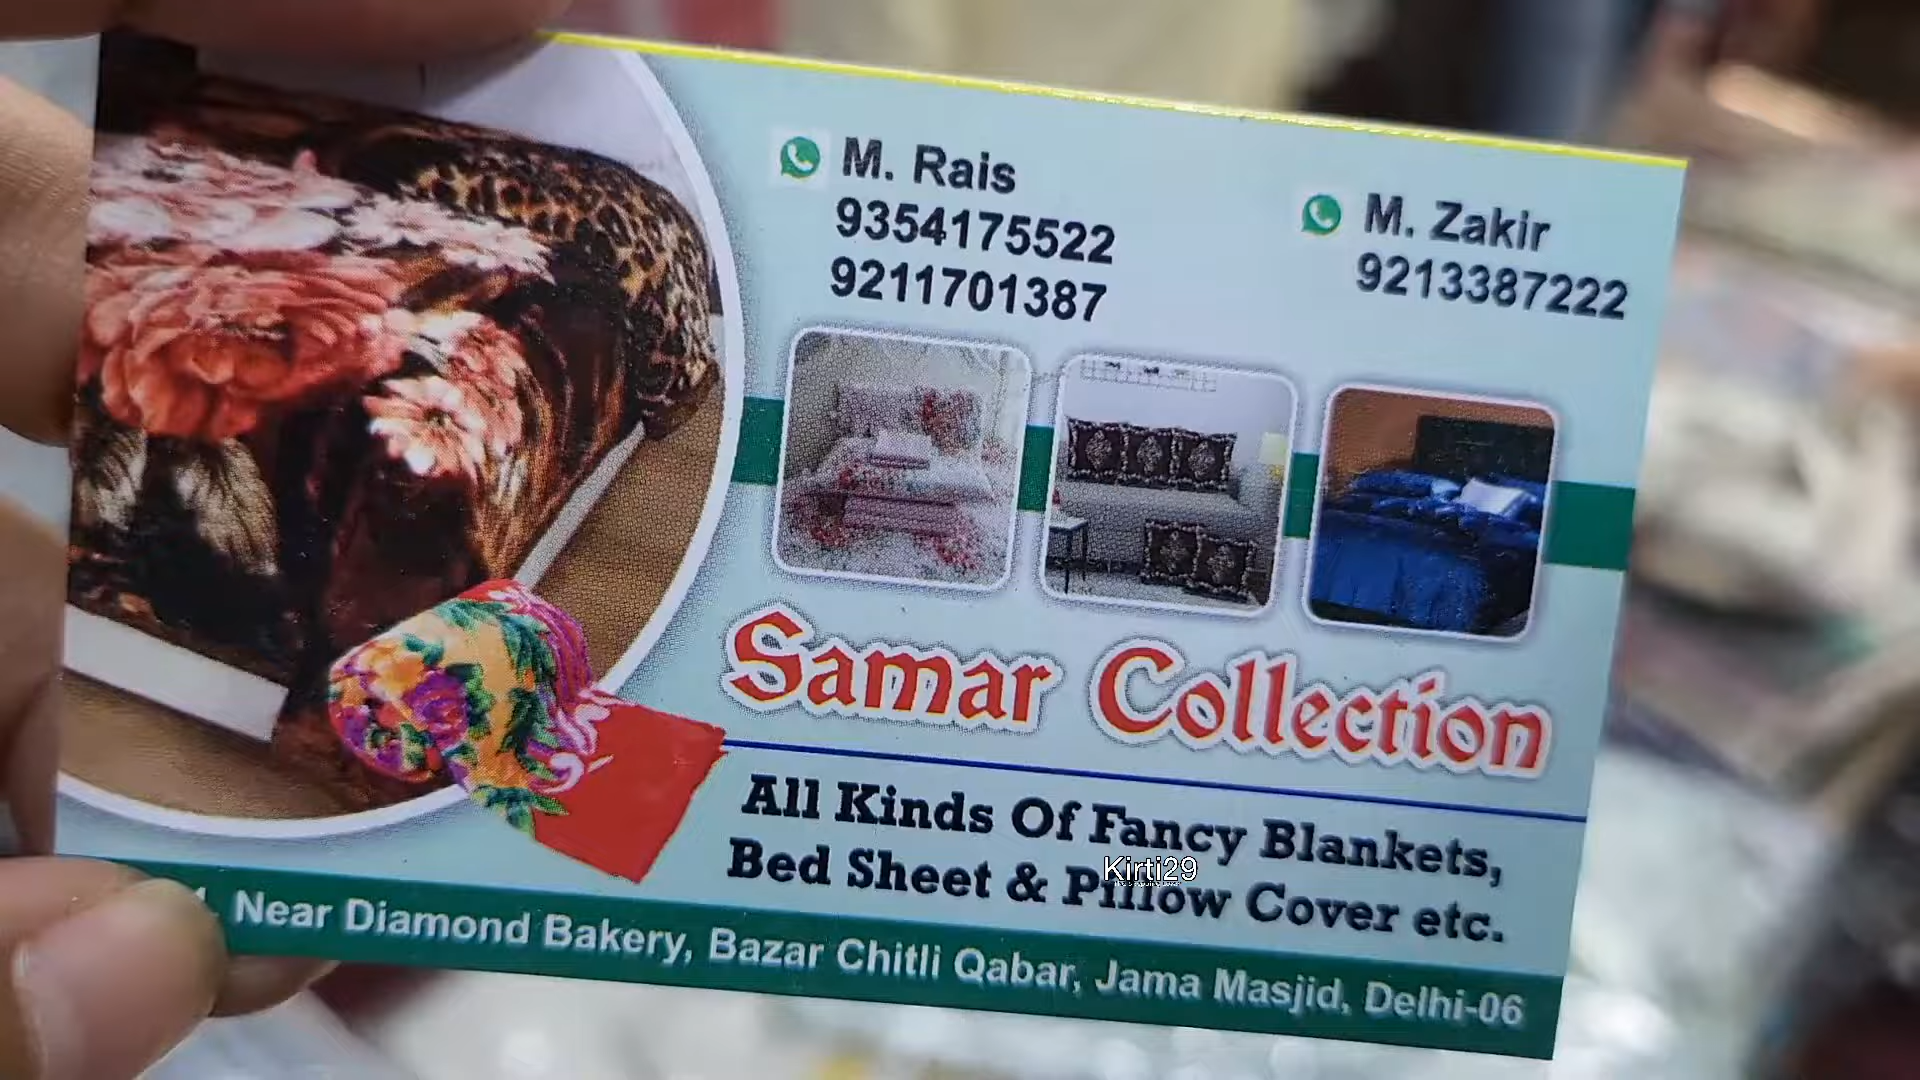 M. Rais
9354175522
9211701387
M. Zakir
9213387222
Samar Collection
All Kinds Of Fancy Blankets,
Bed Sheet & Pillow Cover etc.
Kirti29
Near Diamond Bakery, Bazar Chitli Qabar, Jama Masjid, Delhi-06